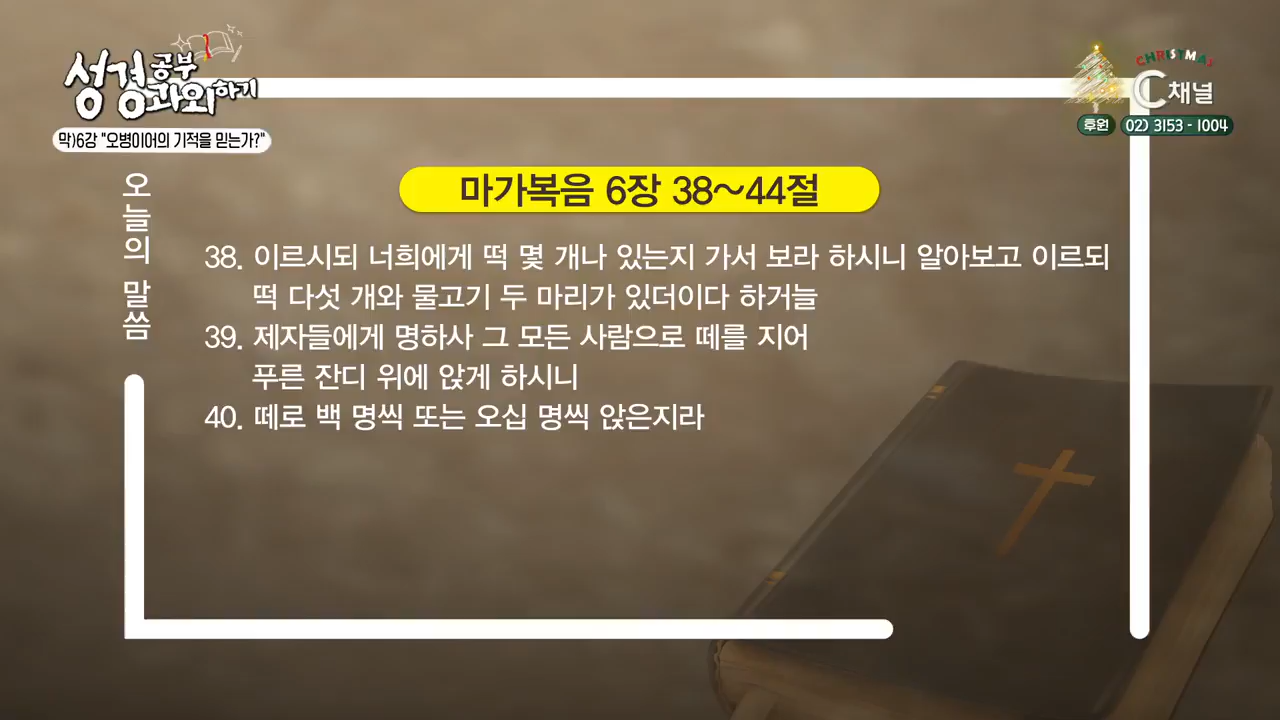 성경공부
과외하기
막)6강 "오병이어의 기적을 믿는가?"
CHRISTMAS
C채널
후원 02) 3153-1004
오늘의 말씀
마가복음 6장 38~44절
38. 이르시되 너희에게 떡 몇 개나 있는지 가서 보라 하시니 알아보고 이르되
떡 다섯 개와 물고기 두 마리가 있더이다 하거늘
39. 제자들에게 명하사 그 모든 사람으로 떼를 지어
푸른 잔디 위에 앉게 하시니
40. 떼로 백 명씩 또는 오십 명씩 앉은지라